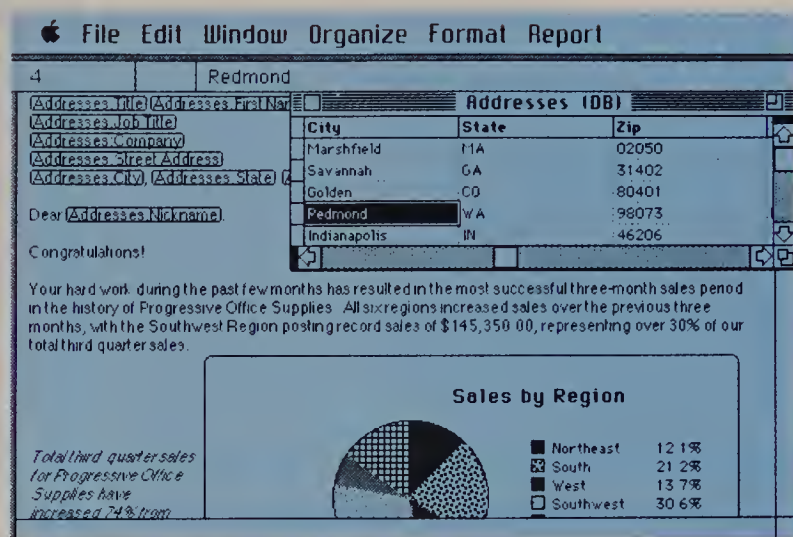 File Edit Window Organize Format Report
4 Redmond
Addresses.Title Addresses.First Nam
Addresses.Job Title
Addresses.Company
Addresses.Street Address
Addresses.City, Addresses.State
Dear Addresses.Nickname,
Congratulations!
Addresses (DB)
City State Zip
Marshfield MA 02050
Savannah GA 31402
Golden CO 80401
Redmond WA 98073
Indianapolis IN 46206
Your hard work during the past few months has resulted in the most successful three-month sales period
in the history of Progressive Office Supplies. All six regions increased sales over the previous three
months, with the Southwest Region posting record sales of $145,350.00, representing over 30% of our
total third quarter sales.
Sales by Region
Northeast 12.1%
South 21.2%
West 13.7%
Southwest 30.6%
Total third quarter sales
for Progressive Office
Supplies have
increased 74% from